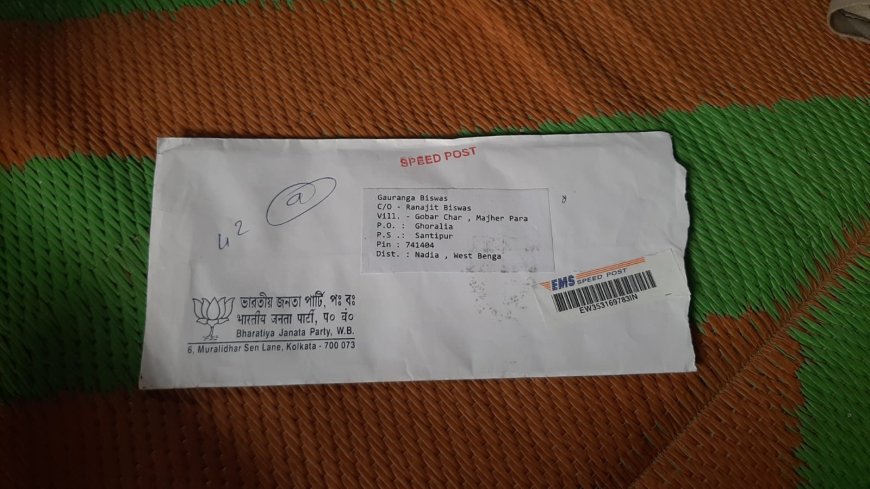 SPEED POST
a
Gauranga Biswas
C/O - Ranajit Biswas
Vill. - Gobar Char , Majher Para
P.O. : Ghoralia
P.S .: Santipur
Pin : 741404
Dist. : Nadia , West Benga
EMS SPEED POST
EW353169783IN
ভারতীয় জনতা পার্টি, পঃ বঃ
भारतीय जनता पार्टी, प० बं०
Bharatiya Janata Party, W.B.
6, Muralidhar Sen Lane, Kolkata - 700 073